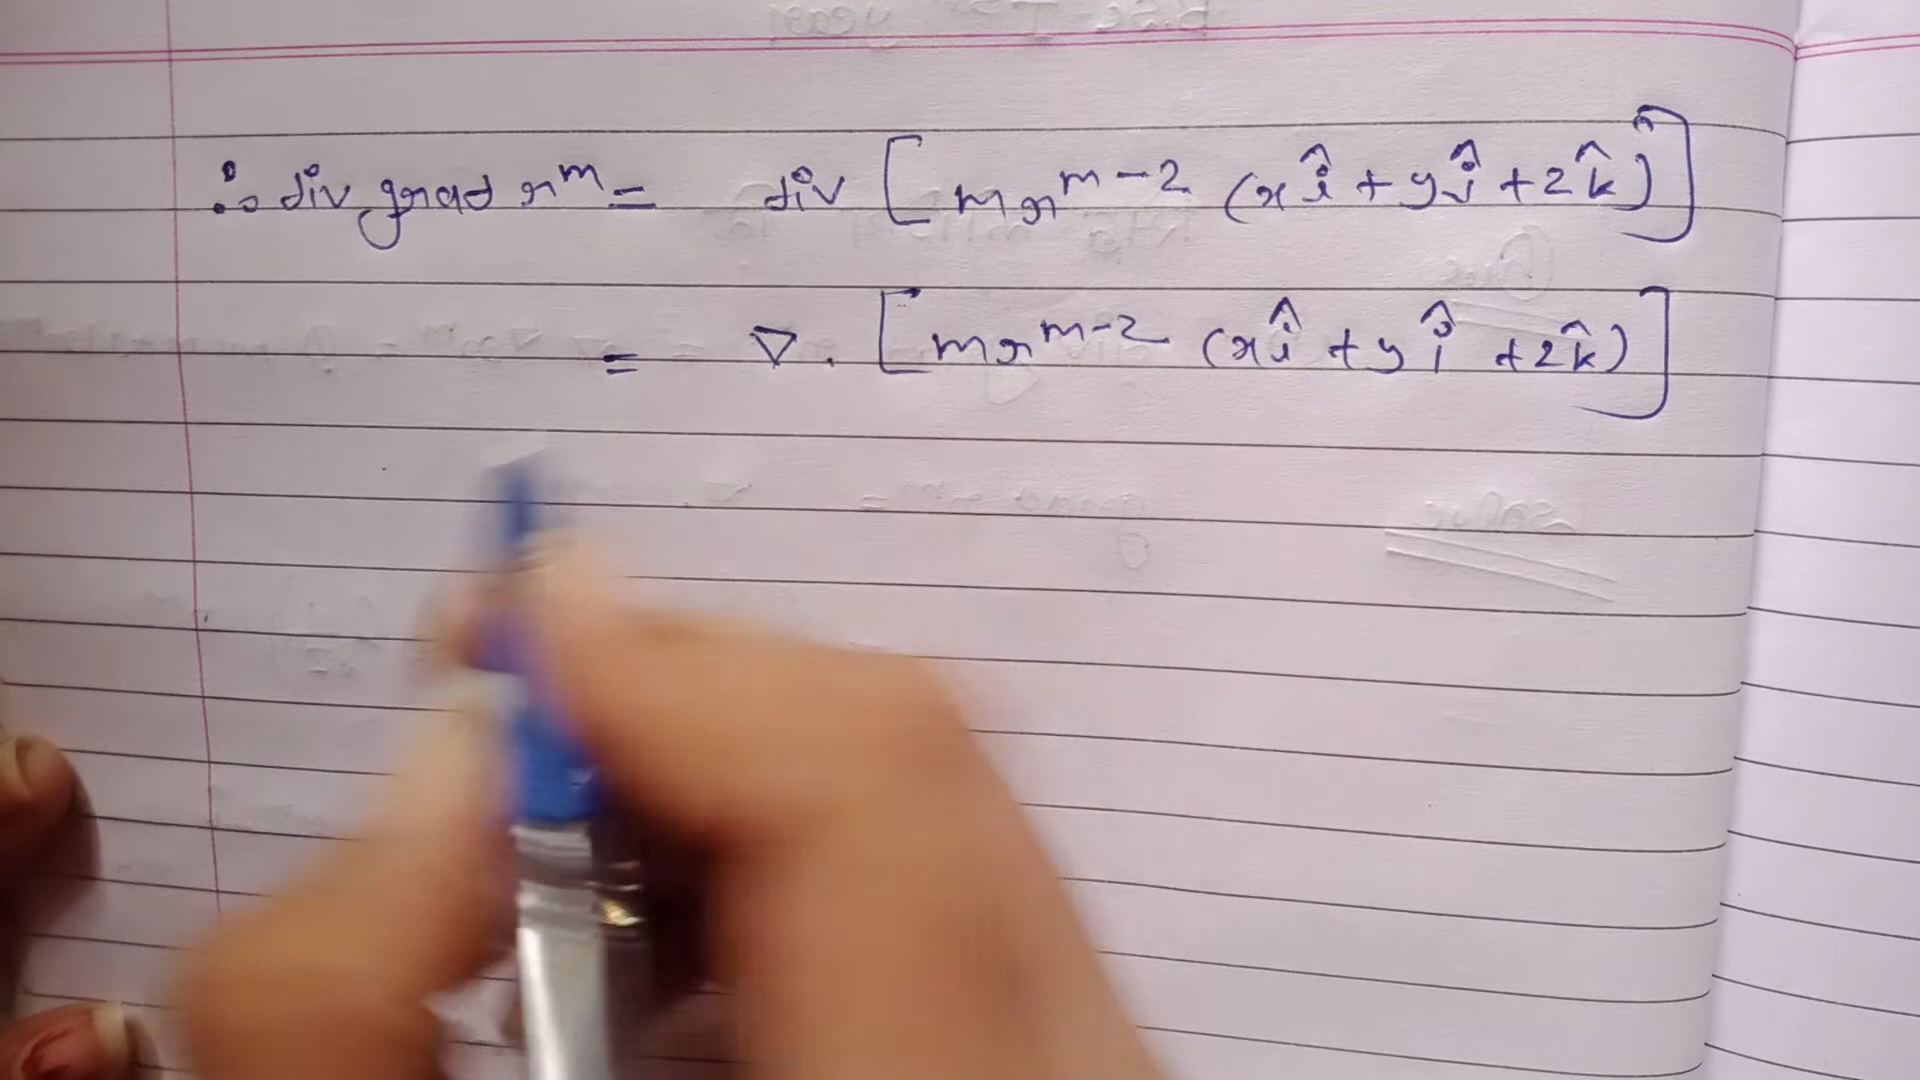 ∴ div grad r^m = div [m r^{m-2} (x î + y ĵ + z k̂)]
= ∇ . [m r^{m-2} (x î + y ĵ + z k̂)]